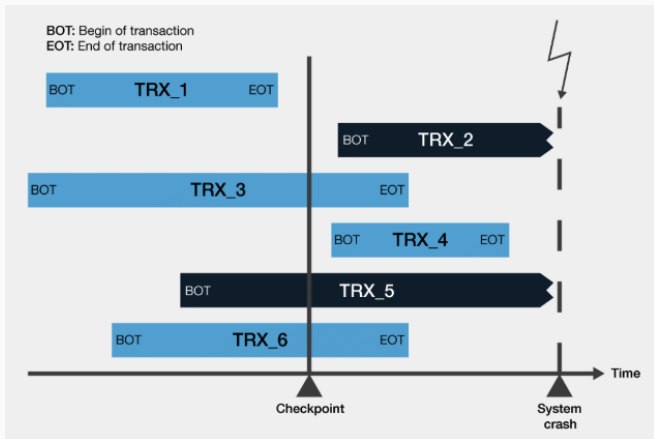 BOT: Begin of transaction
EOT: End of transaction
BOT TRX_1 EOT
BOT TRX_2
BOT TRX_3 EOT
BOT TRX_4 EOT
BOT TRX_5
BOT TRX_6 EOT
Time
Checkpoint
System
crash